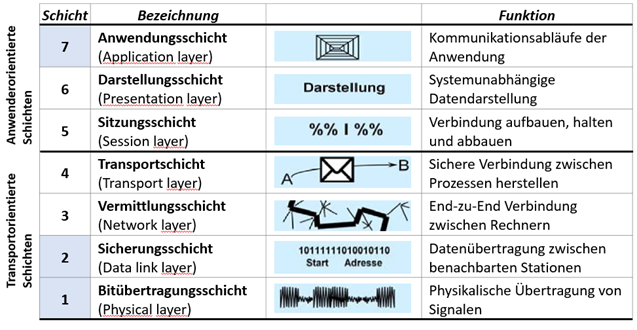 Schicht Bezeichnung Funktion
Anwenderorientierte
Schichten
7 Anwendungsschicht Kommunikationsabläufe der
(Application layer) Anwendung
6 Darstellungsschicht Darstellung Systemunabhängige
(Presentation layer) Datendarstellung
5 Sitzungsschicht %% I %% Verbindung aufbauen, halten
(Session layer) und abbauen
Transportorientierte
Schichten
4 Transportschicht A B Sichere Verbindung zwischen
(Transport layer) Prozessen herstellen
3 Vermittlungsschicht End-zu-End Verbindung
(Network layer) zwischen Rechnern
2 Sicherungsschicht 10111111010010110 Datenübertragung zwischen
(Data link layer) Start Adresse benachbarten Stationen
1 Bitübertragungsschicht Physikalische Übertragung von
(Physical layer) Signalen